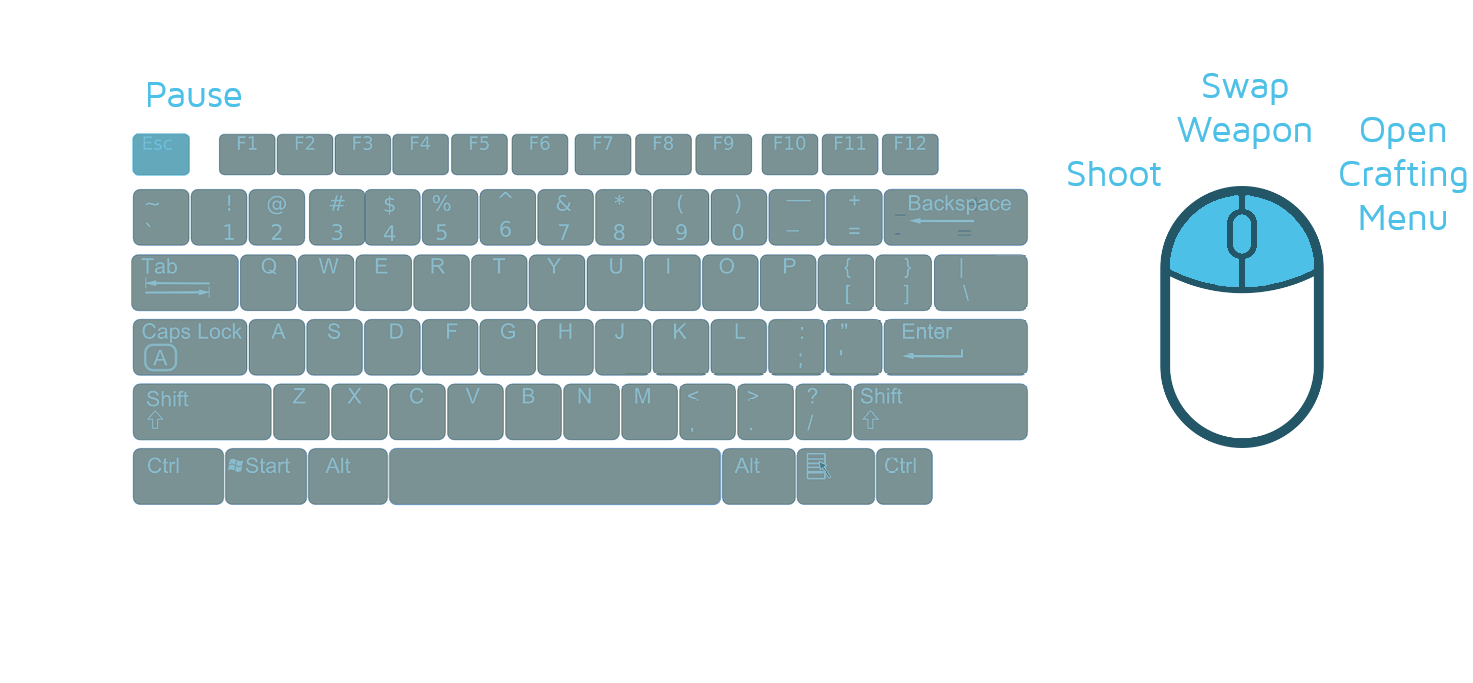 Pause
Swap
Weapon
Open
Shoot
Crafting
Menu
Esc F1 F2 F3 F4 F5 F6 F7 F8 F9 F10 F11 F12
~ ! @ # $ % ^ & * ( ) — + Backspace
` 1 2 3 4 5 6 7 8 9 0 – = - =
Tab Q W E R T Y U I O P { } |
[ ] \
Caps Lock A S D F G H J K L : " Enter
A ; '
Shift Z X C V B N M < > ? Shift
, . /
Ctrl Start Alt Alt Ctrl